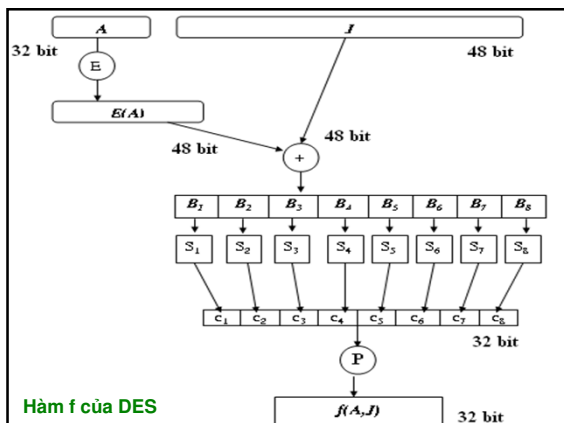 A J
32 bit 48 bit
E
E(A)
48 bit 48 bit
+
B1 B2 B3 B4 B5 B6 B7 B8
S1 S2 S3 S4 S5 S6 S7 S8
c1 c2 c3 c4 c5 c6 c7 c8
32 bit
P
f(A,J)
32 bit
Hàm f của DES